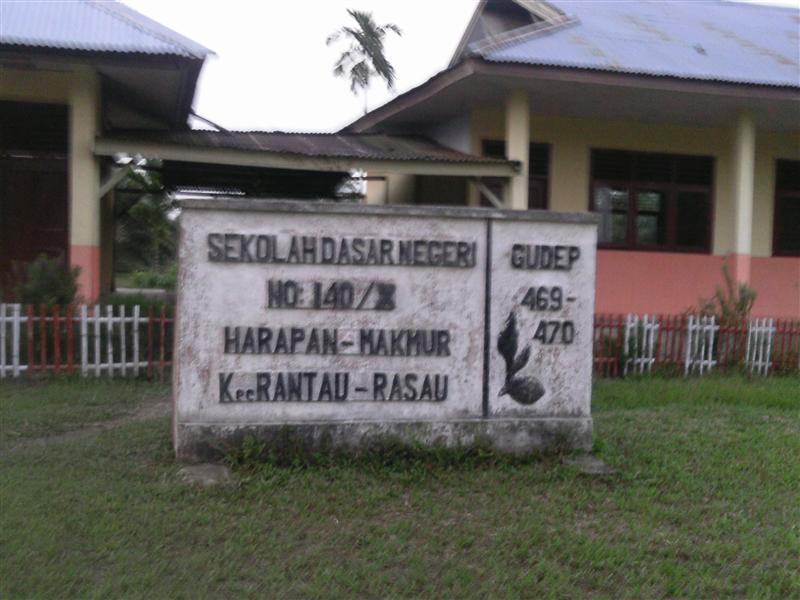 SEKOLAH DASAR NEGERI
NO: 140/X
HARAPAN-MAKMUR
Kec RANTAU-RASAU
GUDEP
469-
470